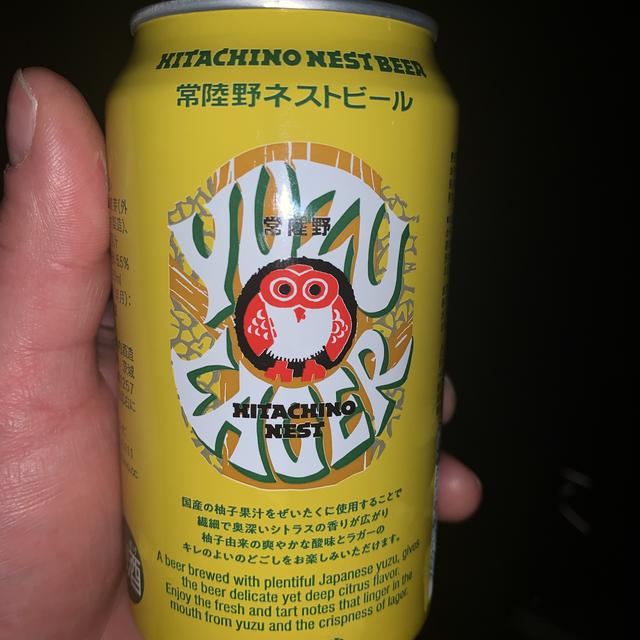 HITACHINO NEST BEER
常陸野ネストビール
YUZU
常陸野
LAGER
HITACHINO
NEST
国産の柚子果汁をぜいたくに使用することで
繊細で奥深いシトラスの香りが広がり
柚子由来の爽やかな酸味とラガーの
キレのよいのどごしをお楽しみいただけます。
A beer brewed with plentiful Japanese yuzu, gives
the beer delicate yet deep citrus flavor.
Enjoy the fresh and tart notes that linger in the
mouth from yuzu and the crispness of lager.
酒
5.5%